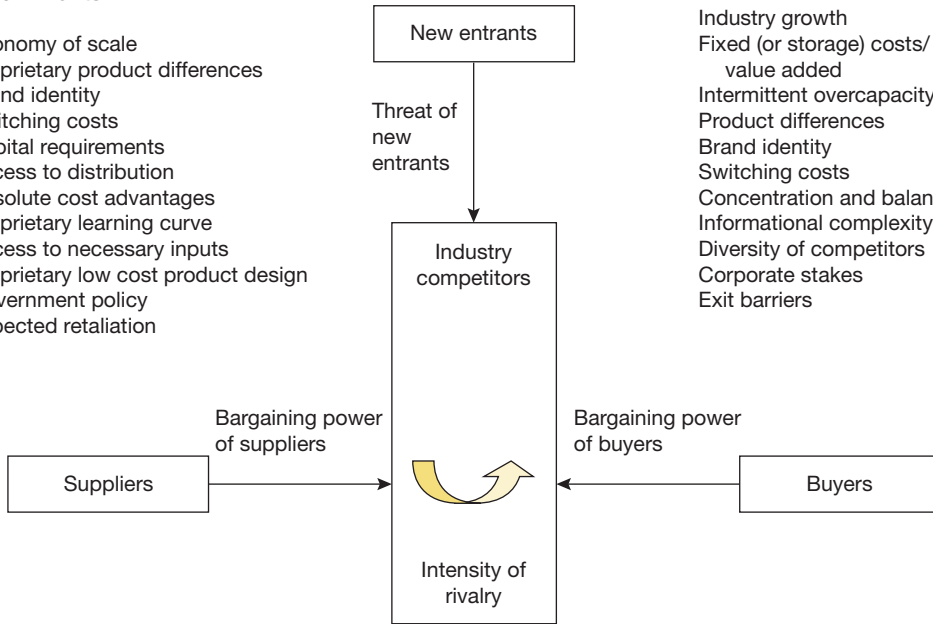 onomy of scale
prietary product differences
nd identity
itching costs
pital requirements
cess to distribution
solute cost advantages
prietary learning curve
cess to necessary inputs
prietary low cost product design
vernment policy
pected retaliation
New entrants
Threat of
new
entrants
Industry growth
Fixed (or storage) costs/
value added
Intermittent overcapacity
Product differences
Brand identity
Switching costs
Concentration and balan
Informational complexity
Diversity of competitors
Corporate stakes
Exit barriers
Industry
competitors
Bargaining power
of suppliers
Bargaining power
of buyers
Suppliers
Buyers
Intensity of
rivalry